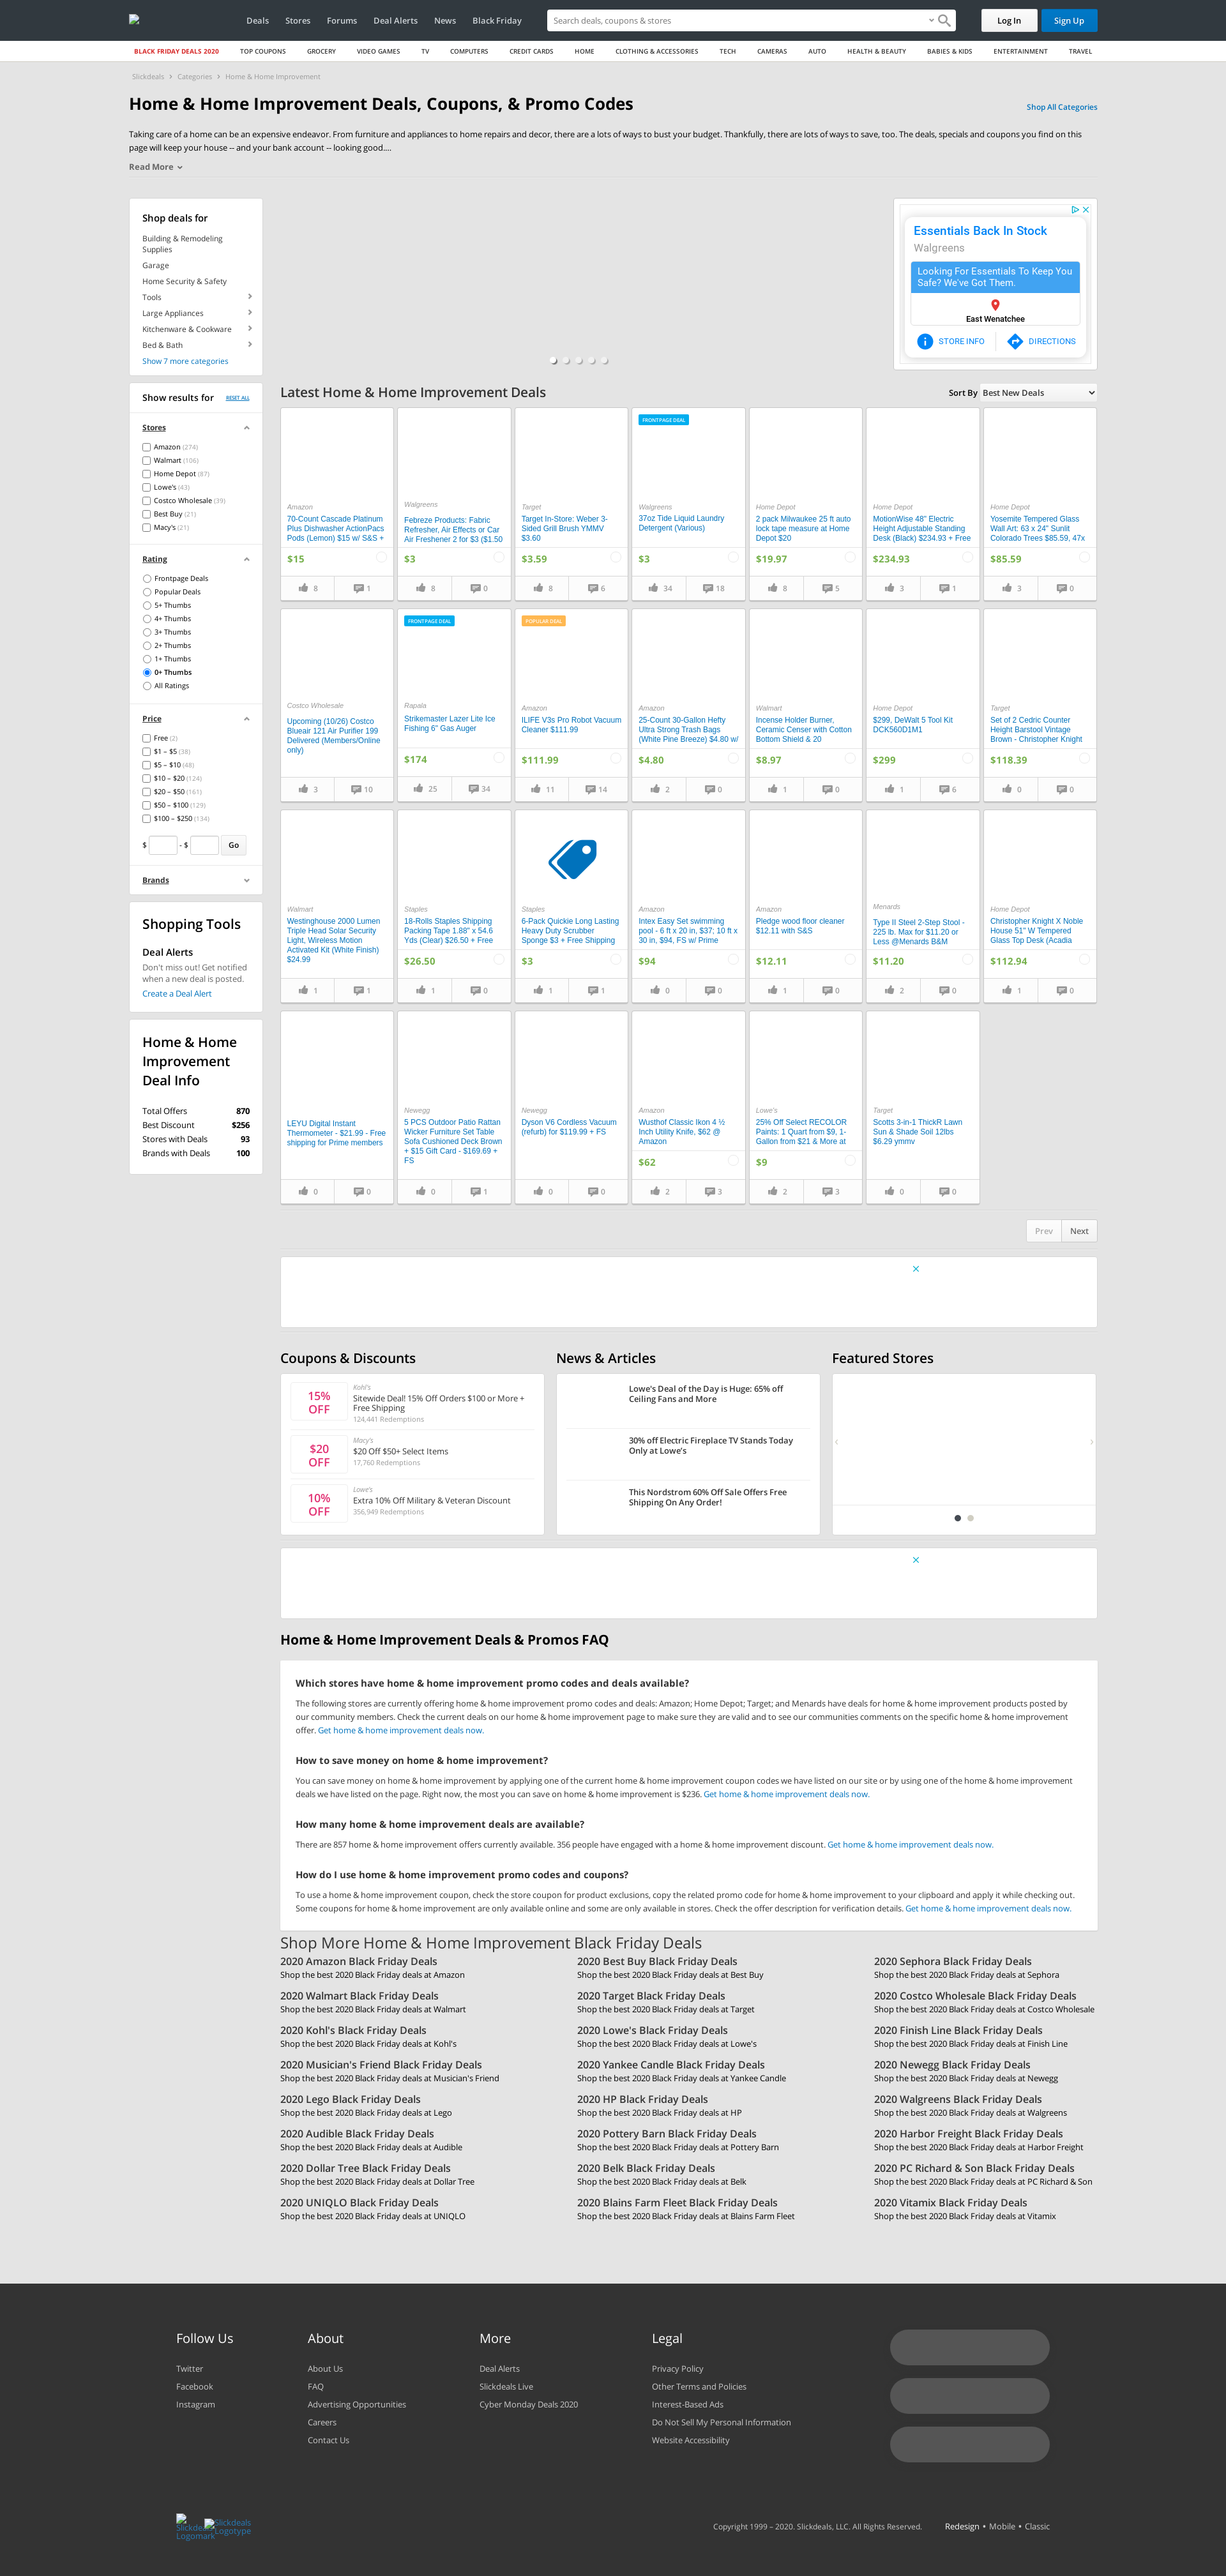 Deals
Stores
Forums
Deal Alerts
News
Black Friday
Search deals, coupons & stores
Log In
Sign Up
BLACK FRIDAY DEALS 2020
TOP COUPONS
GROCERY
VIDEO GAMES
TV
COMPUTERS
CREDIT CARDS
HOME
CLOTHING & ACCESSORIES
TECH
CAMERAS
AUTO
HEALTH & BEAUTY
BABIES & KIDS
ENTERTAINMENT
TRAVEL
Slickdeals › Categories › Home & Home Improvement
Home & Home Improvement Deals, Coupons, & Promo Codes
Shop All Categories
Taking care of a home can be an expensive endeavor. From furniture and appliances to home repairs and decor, there are a lots of ways to bust your budget. Thankfully, there are lots of ways to save, too. The deals, specials and coupons you find on this
page will keep your house -- and your bank account -- looking good....
Read More
Shop deals for
Building & Remodeling
Supplies
Garage
Home Security & Safety
Tools
Large Appliances
Kitchenware & Cookware
Bed & Bath
Show 7 more categories
Essentials Back In Stock
Walgreens
Looking For Essentials To Keep You
Safe? We've Got Them.
East Wenatchee
STORE INFO
DIRECTIONS
Show results for
RESET ALL
Stores
Amazon (274)
Walmart (106)
Home Depot (87)
Lowe's (43)
Costco Wholesale (39)
Best Buy (21)
Macy's (21)
Rating
Frontpage Deals
Popular Deals
5+ Thumbs
4+ Thumbs
3+ Thumbs
2+ Thumbs
1+ Thumbs
0+ Thumbs
All Ratings
Price
Free (2)
$1 – $5 (38)
$5 – $10 (48)
$10 – $20 (124)
$20 – $50 (161)
$50 – $100 (129)
$100 – $250 (134)
$ - $ Go
Brands
Shopping Tools
Deal Alerts
Don't miss out! Get notified
when a new deal is posted.
Create a Deal Alert
Home & Home
Improvement
Deal Info
Total Offers 870
Best Discount $256
Stores with Deals 93
Brands with Deals 100
Latest Home & Home Improvement Deals
Sort By Best New Deals
Amazon
70-Count Cascade Platinum
Plus Dishwasher ActionPacs
Pods (Lemon) $15 w/ S&S +
$15
8 1
Walgreens
Febreze Products: Fabric
Refresher, Air Effects or Car
Air Freshener 2 for $3 ($1.50
$3
8 0
Target
Target In-Store: Weber 3-
Sided Grill Brush YMMV
$3.60
$3.59
8 6
FRONTPAGE DEAL
Walgreens
37oz Tide Liquid Laundry
Detergent (Various)
$3
34 18
Home Depot
2 pack Milwaukee 25 ft auto
lock tape measure at Home
Depot $20
$19.97
8 5
Home Depot
MotionWise 48" Electric
Height Adjustable Standing
Desk (Black) $234.93 + Free
$234.93
3 1
Home Depot
Yosemite Tempered Glass
Wall Art: 63 x 24" Sunlit
Colorado Trees $85.59, 47x
$85.59
3 0
Costco Wholesale
Upcoming (10/26) Costco
Blueair 121 Air Purifier 199
Delivered (Members/Online
only)
3 10
FRONTPAGE DEAL
Rapala
Strikemaster Lazer Lite Ice
Fishing 6" Gas Auger
$174
25 34
POPULAR DEAL
Amazon
ILIFE V3s Pro Robot Vacuum
Cleaner $111.99
$111.99
11 14
Amazon
25-Count 30-Gallon Hefty
Ultra Strong Trash Bags
(White Pine Breeze) $4.80 w/
$4.80
2 0
Walmart
Incense Holder Burner,
Ceramic Censer with Cotton
Bottom Shield & 20
$8.97
1 0
Home Depot
$299, DeWalt 5 Tool Kit
DCK560D1M1
$299
1 6
Target
Set of 2 Cedric Counter
Height Barstool Vintage
Brown - Christopher Knight
$118.39
0 0
Walmart
Westinghouse 2000 Lumen
Triple Head Solar Security
Light, Wireless Motion
Activated Kit (White Finish)
$24.99
1 1
Staples
18-Rolls Staples Shipping
Packing Tape 1.88" x 54.6
Yds (Clear) $26.50 + Free
$26.50
1 0
Staples
6-Pack Quickie Long Lasting
Heavy Duty Scrubber
Sponge $3 + Free Shipping
$3
1 1
Amazon
Intex Easy Set swimming
pool - 6 ft x 20 in, $37; 10 ft x
30 in, $94, FS w/ Prime
$94
0 0
Amazon
Pledge wood floor cleaner
$12.11 with S&S
$12.11
1 0
Menards
Type II Steel 2-Step Stool -
225 lb. Max for $11.20 or
Less @Menards B&M
$11.20
2 0
Home Depot
Christopher Knight X Noble
House 51" W Tempered
Glass Top Desk (Acadia
$112.94
1 0
LEYU Digital Instant
Thermometer - $21.99 - Free
shipping for Prime members
0 0
Newegg
5 PCS Outdoor Patio Rattan
Wicker Furniture Set Table
Sofa Cushioned Deck Brown
+ $15 Gift Card - $169.69 +
FS
0 1
Newegg
Dyson V6 Cordless Vacuum
(refurb) for $119.99 + FS
0 0
Amazon
Wusthof Classic Ikon 4 ½
Inch Utility Knife, $62 @
Amazon
$62
2 3
Lowe's
25% Off Select RECOLOR
Paints: 1 Quart from $9, 1-
Gallon from $21 & More at
$9
2 3
Target
Scotts 3-in-1 ThickR Lawn
Sun & Shade Soil 12lbs
$6.29 ymmv
0 0
Prev Next
Coupons & Discounts
15%
OFF
Kohl's
Sitewide Deal! 15% Off Orders $100 or More +
Free Shipping
124,441 Redemptions
$20
OFF
Macy's
$20 Off $50+ Select Items
17,760 Redemptions
10%
OFF
Lowe's
Extra 10% Off Military & Veteran Discount
356,949 Redemptions
News & Articles
Lowe's Deal of the Day is Huge: 65% off
Ceiling Fans and More
30% off Electric Fireplace TV Stands Today
Only at Lowe's
This Nordstrom 60% Off Sale Offers Free
Shipping On Any Order!
Featured Stores
Home & Home Improvement Deals & Promos FAQ
Which stores have home & home improvement promo codes and deals available?
The following stores are currently offering home & home improvement promo codes and deals: Amazon; Home Depot; Target; and Menards have deals for home & home improvement products posted by
our community members. Check the current deals on our home & home improvement page to make sure they are valid and to see our communities comments on the specific home & home improvement
offer. Get home & home improvement deals now.
How to save money on home & home improvement?
You can save money on home & home improvement by applying one of the current home & home improvement coupon codes we have listed on our site or by using one of the home & home improvement
deals we have listed on the page. Right now, the most you can save on home & home improvement is $236. Get home & home improvement deals now.
How many home & home improvement deals are available?
There are 857 home & home improvement offers currently available. 356 people have engaged with a home & home improvement discount. Get home & home improvement deals now.
How do I use home & home improvement promo codes and coupons?
To use a home & home improvement coupon, check the store coupon for product exclusions, copy the related promo code for home & home improvement to your clipboard and apply it while checking out.
Some coupons for home & home improvement are only available online and some are only available in stores. Check the offer description for verification details. Get home & home improvement deals now.
Shop More Home & Home Improvement Black Friday Deals
2020 Amazon Black Friday Deals
Shop the best 2020 Black Friday deals at Amazon
2020 Best Buy Black Friday Deals
Shop the best 2020 Black Friday deals at Best Buy
2020 Sephora Black Friday Deals
Shop the best 2020 Black Friday deals at Sephora
2020 Walmart Black Friday Deals
Shop the best 2020 Black Friday deals at Walmart
2020 Target Black Friday Deals
Shop the best 2020 Black Friday deals at Target
2020 Costco Wholesale Black Friday Deals
Shop the best 2020 Black Friday deals at Costco Wholesale
2020 Kohl's Black Friday Deals
Shop the best 2020 Black Friday deals at Kohl's
2020 Lowe's Black Friday Deals
Shop the best 2020 Black Friday deals at Lowe's
2020 Finish Line Black Friday Deals
Shop the best 2020 Black Friday deals at Finish Line
2020 Musician's Friend Black Friday Deals
Shop the best 2020 Black Friday deals at Musician's Friend
2020 Yankee Candle Black Friday Deals
Shop the best 2020 Black Friday deals at Yankee Candle
2020 Newegg Black Friday Deals
Shop the best 2020 Black Friday deals at Newegg
2020 Lego Black Friday Deals
Shop the best 2020 Black Friday deals at Lego
2020 HP Black Friday Deals
Shop the best 2020 Black Friday deals at HP
2020 Walgreens Black Friday Deals
Shop the best 2020 Black Friday deals at Walgreens
2020 Audible Black Friday Deals
Shop the best 2020 Black Friday deals at Audible
2020 Pottery Barn Black Friday Deals
Shop the best 2020 Black Friday deals at Pottery Barn
2020 Harbor Freight Black Friday Deals
Shop the best 2020 Black Friday deals at Harbor Freight
2020 Dollar Tree Black Friday Deals
Shop the best 2020 Black Friday deals at Dollar Tree
2020 Belk Black Friday Deals
Shop the best 2020 Black Friday deals at Belk
2020 PC Richard & Son Black Friday Deals
Shop the best 2020 Black Friday deals at PC Richard & Son
2020 UNIQLO Black Friday Deals
Shop the best 2020 Black Friday deals at UNIQLO
2020 Blains Farm Fleet Black Friday Deals
Shop the best 2020 Black Friday deals at Blains Farm Fleet
2020 Vitamix Black Friday Deals
Shop the best 2020 Black Friday deals at Vitamix
Follow Us
Twitter
Facebook
Instagram
About
About Us
FAQ
Advertising Opportunities
Careers
Contact Us
More
Deal Alerts
Slickdeals Live
Cyber Monday Deals 2020
Legal
Privacy Policy
Other Terms and Policies
Interest-Based Ads
Do Not Sell My Personal Information
Website Accessibility
Logomark
Slickdeals
Logotype
Copyright 1999 – 2020. Slickdeals, LLC. All Rights Reserved.
Redesign • Mobile • Classic